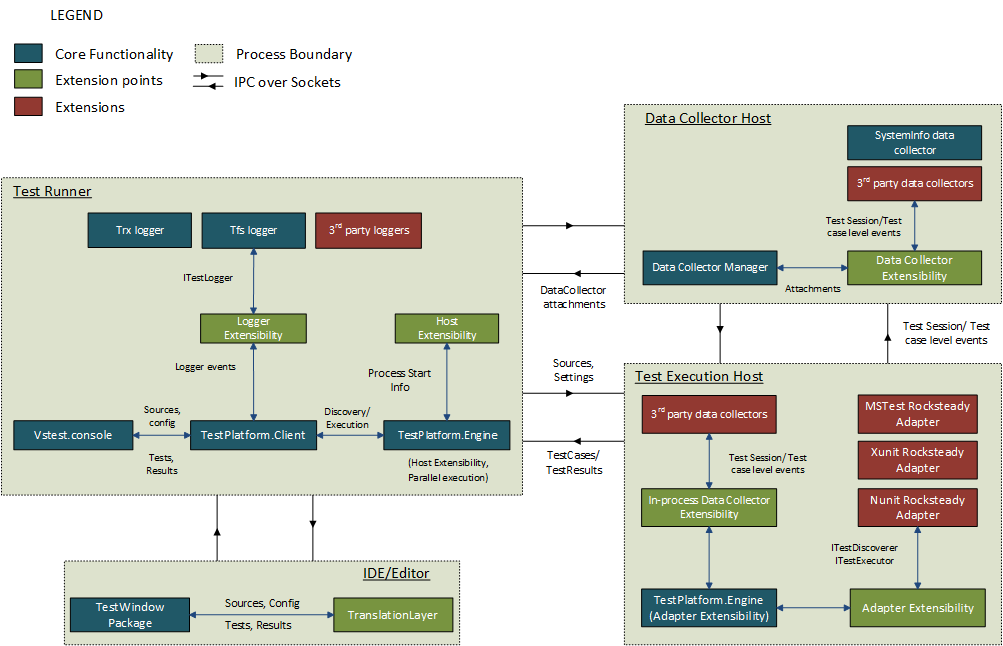 LEGEND
Core Functionality
Process Boundary
Extension points
IPC over Sockets
Extensions
Data Collector Host
SystemInfo data
collector
3rd party data collectors
Test Session/Test
case level events
Data Collector Manager
Attachments
Data Collector
Extensibility
Test Runner
Trx logger
Tfs logger
3rd party loggers
ITestLogger
Logger
Extensibility
Host
Extensibility
Logger events
Process Start
Info
Vstest.console
Sources,
config
Tests,
Results
TestPlatform.Client
Discovery/
Execution
TestPlatform.Engine
(Host Extensibility,
Parallel execution)
DataCollector
attachments
Sources,
Settings
TestCases/
TestResults
Test Session/ Test
case level events
Test Execution Host
3rd party data collectors
Test Session/ Test
case level events
In-process Data Collector
Extensibility
TestPlatform.Engine
(Adapter Extensibility)
MSTest Rocksteady
Adapter
Xunit Rocksteady
Adapter
Nunit Rocksteady
Adapter
ITestDiscoverer
ITestExecutor
Adapter Extensibility
IDE/Editor
TestWindow
Package
Sources, Config
Tests, Results
TranslationLayer